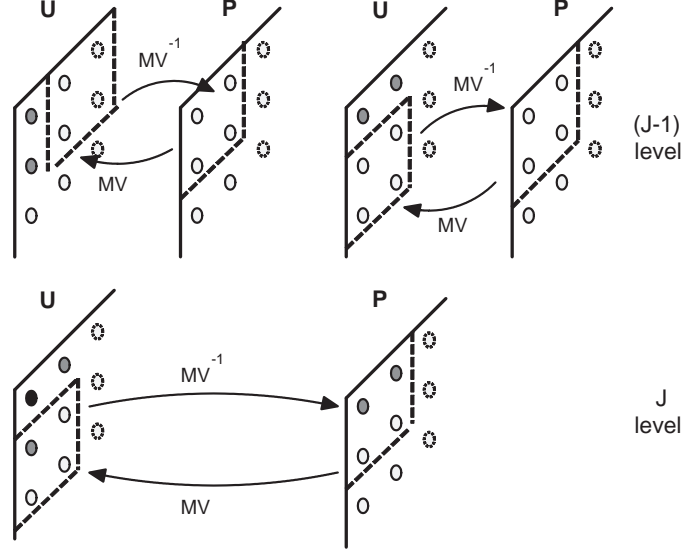 U P U P
MV⁻¹ MV⁻¹
(J-1)
level
MV MV
U P
MV⁻¹
J
level
MV